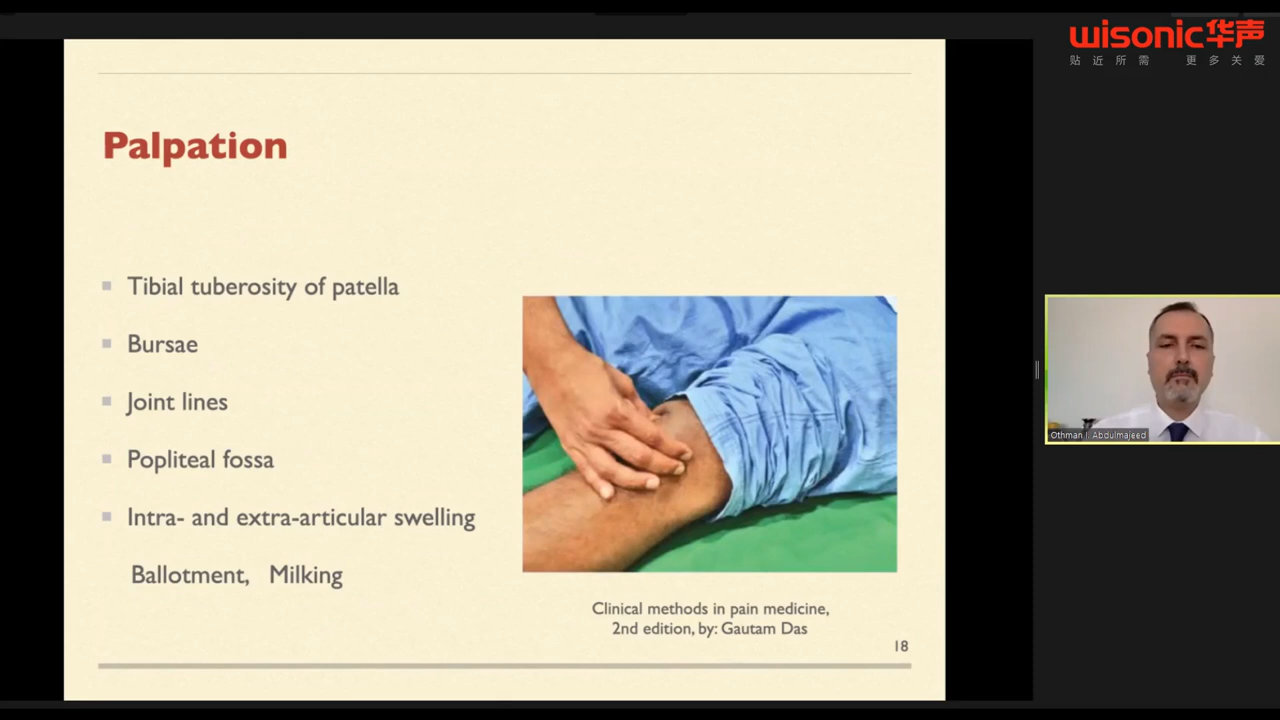 wisonic华声
贴近所需 更多关爱
Palpation
Tibial tuberosity of patella
Bursae
Joint lines
Popliteal fossa
Intra- and extra-articular swelling
Ballotment, Milking
Clinical methods in pain medicine,
2nd edition, by: Gautam Das
18
Othman I. Abdulmajeed